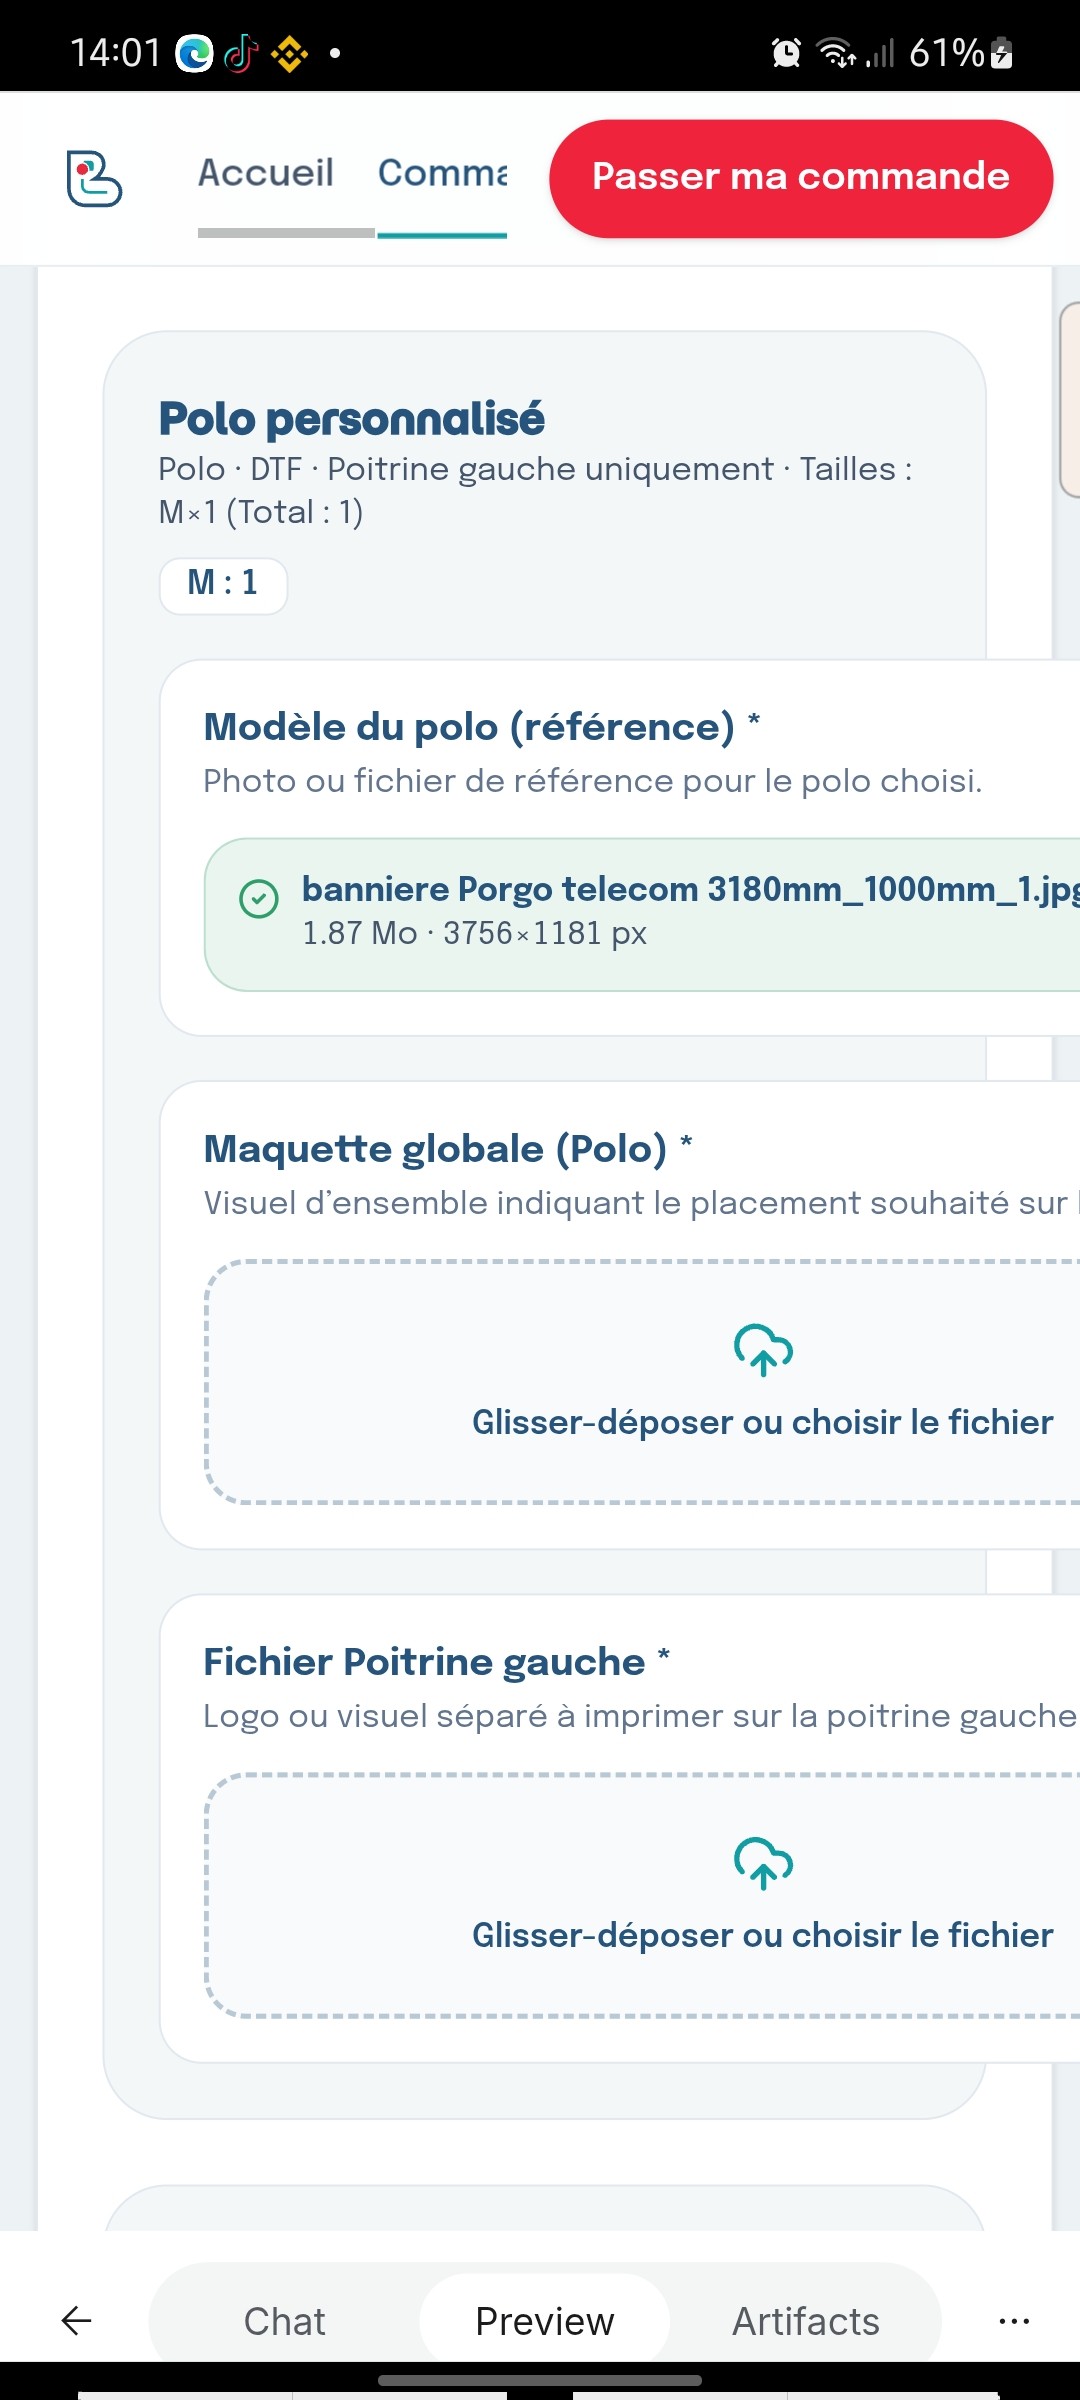 14:01
61%
Accueil
Comma
Passer ma commande
Polo personnalisé
Polo · DTF · Poitrine gauche uniquement · Tailles :
M×1 (Total : 1)
M : 1
Modèle du polo (référence) *
Photo ou fichier de référence pour le polo choisi.
banniere Porgo telecom 3180mm_1000mm_1.jpg
1.87 Mo · 3756×1181 px
Maquette globale (Polo) *
Visuel d’ensemble indiquant le placement souhaité sur
Glisser-déposer ou choisir le fichier
Fichier Poitrine gauche *
Logo ou visuel séparé à imprimer sur la poitrine gauche
Glisser-déposer ou choisir le fichier
Chat
Preview
Artifacts